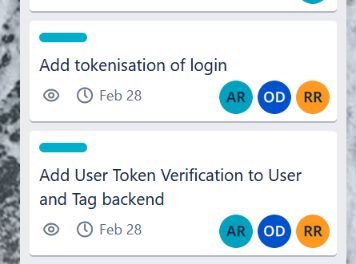 Add tokenisation of login
Feb 28 AR OD RR
Add User Token Verification to User
and Tag backend
Feb 28 AR OD RR